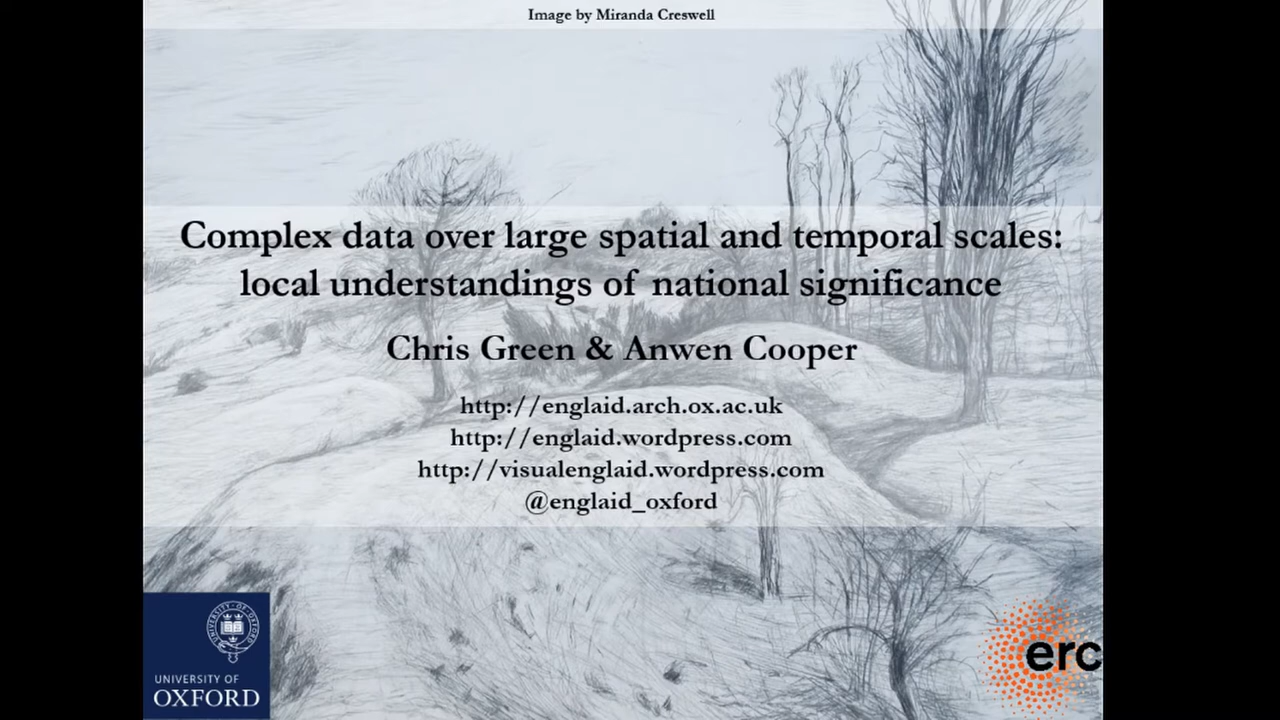 Image by Miranda Creswell
Complex data over large spatial and temporal scales:
local understandings of national significance
Chris Green & Anwen Cooper
http://englaid.arch.ox.ac.uk
http://englaid.wordpress.com
http://visualenglaid.wordpress.com
@englaid_oxford
UNIVERSITY OF
OXFORD
erc